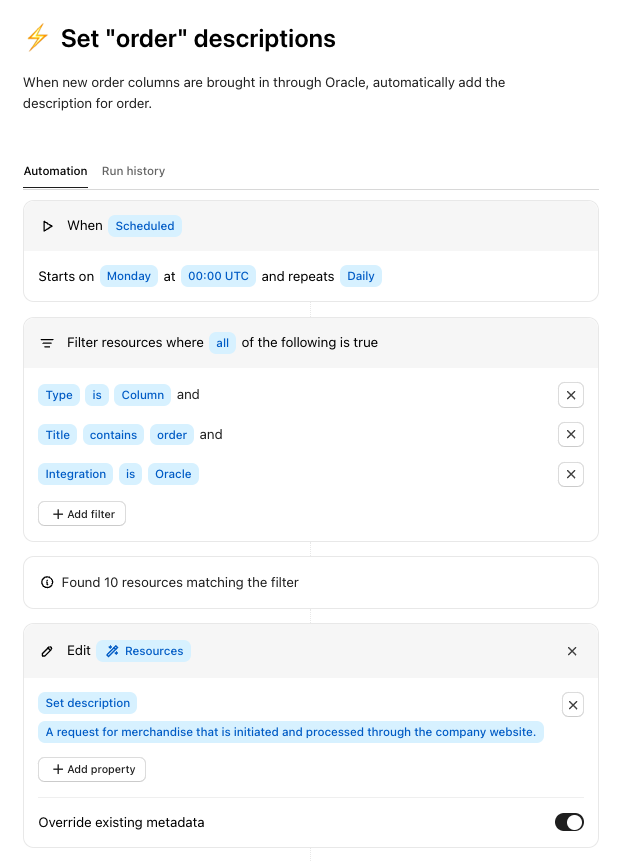 ⚡ Set "order" descriptions
When new order columns are brought in through Oracle, automatically add the
description for order.
Automation Run history
When Scheduled
Starts on Monday at 00:00 UTC and repeats Daily
Filter resources where all of the following is true
Type is Column and
Title contains order and
Integration is Oracle
+ Add filter
Found 10 resources matching the filter
Edit Resources
Set description
A request for merchandise that is initiated and processed through the company website.
+ Add property
Override existing metadata